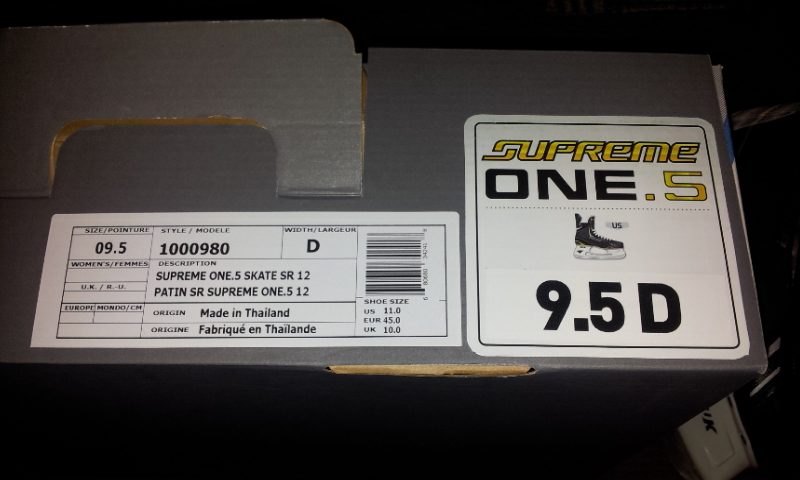 SIZE/POINTURE
09.5
STYLE / MODELE
1000980
WIDTH/LARGEUR
D
WOMEN'S/FEMMES
DESCRIPTION
SUPREME ONE.5 SKATE SR 12
PATIN SR SUPREME ONE.5 12
U.K. / R.-U.
EUROPE
MONDO/CM
ORIGIN Made in Thailand
ORIGINE Fabriqué en Thaïlande
SHOE SIZE
US 11.0
EUR 45.0
UK 10.0
SUPREME
ONE.5
US
9.5 D